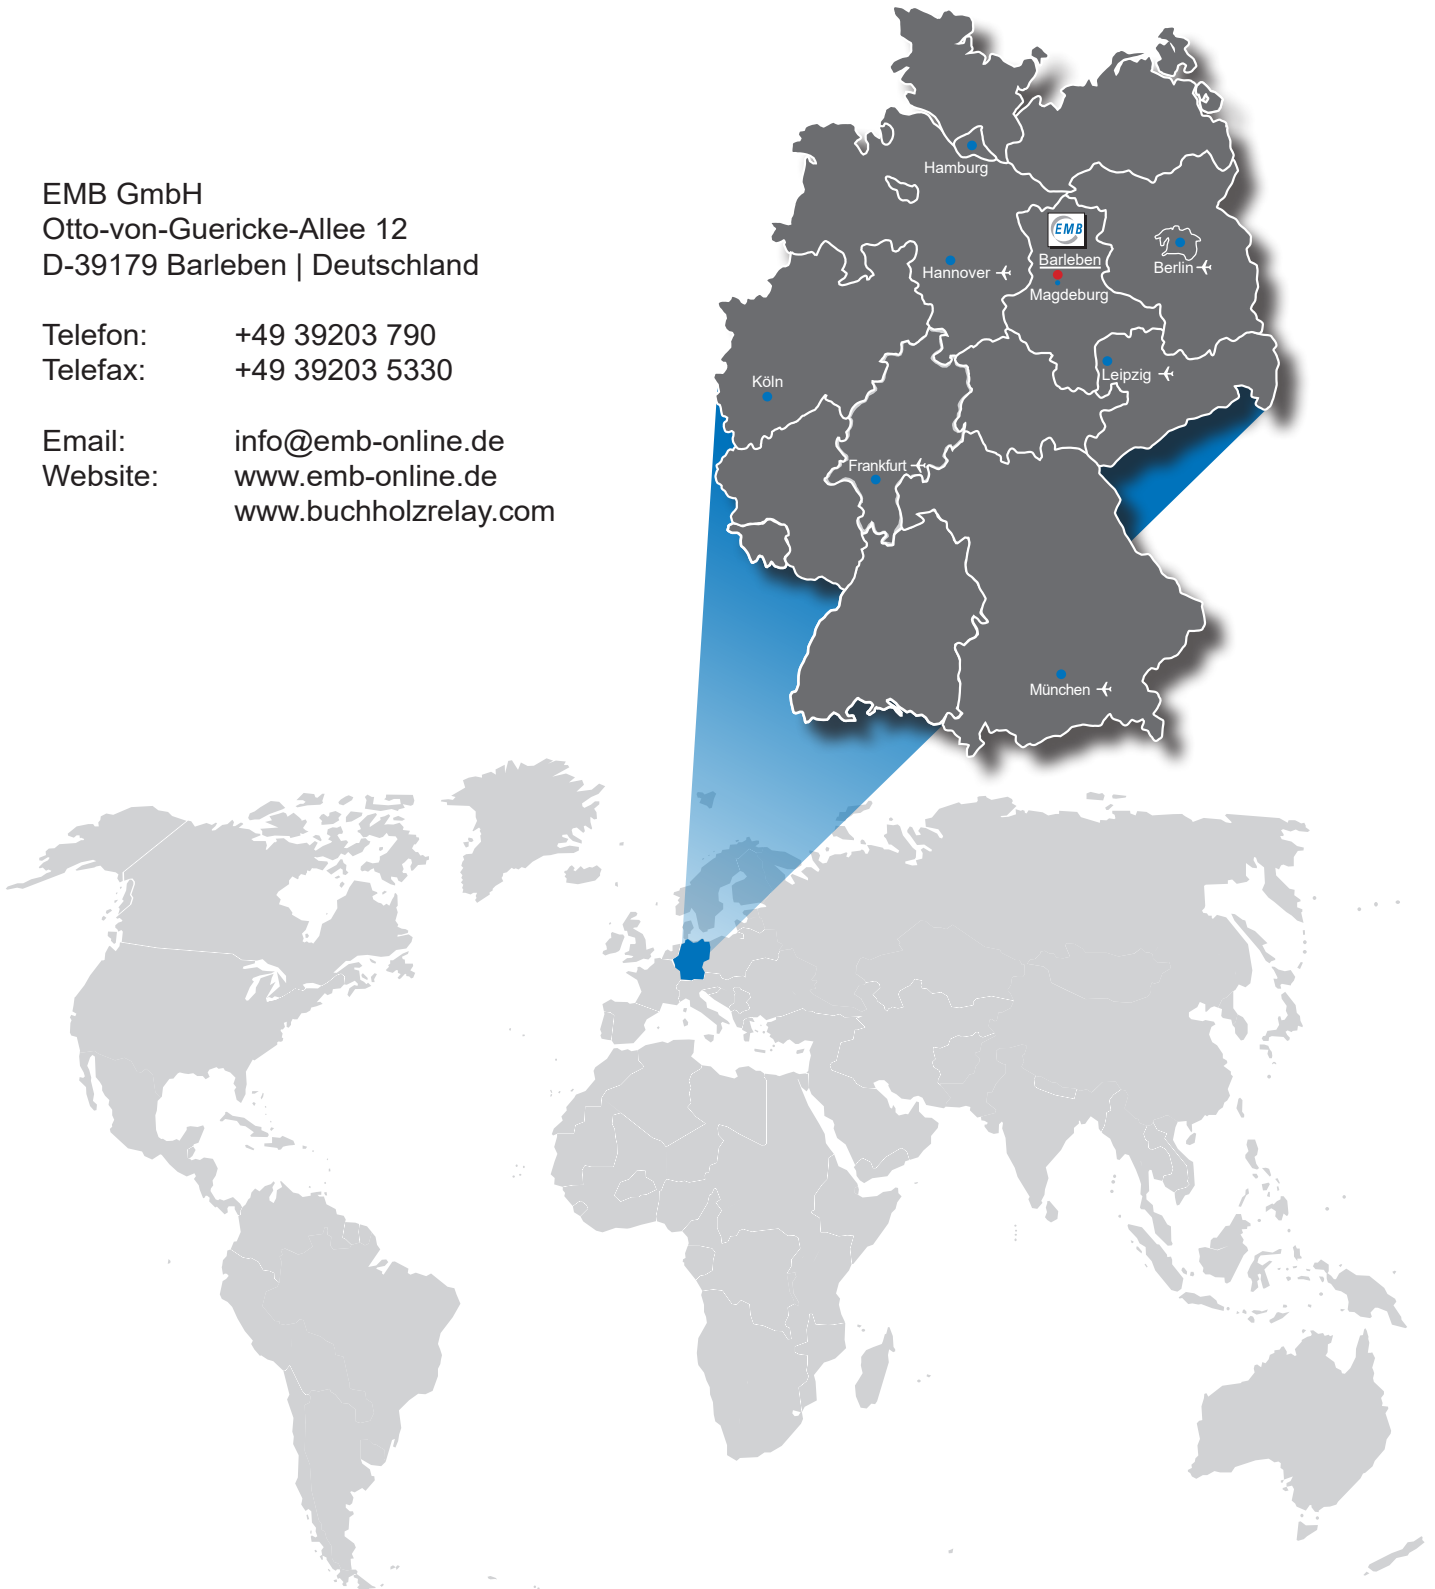 EMB GmbH
Otto-von-Guericke-Allee 12
D-39179 Barleben | Deutschland
Telefon: +49 39203 790
Telefax: +49 39203 5330
Email: info@emb-online.de
Website: www.emb-online.de
www.buchholzrelay.com
Hamburg
EMB
Barleben
Hannover
Berlin
Magdeburg
Leipzig
Köln
Frankfurt
München